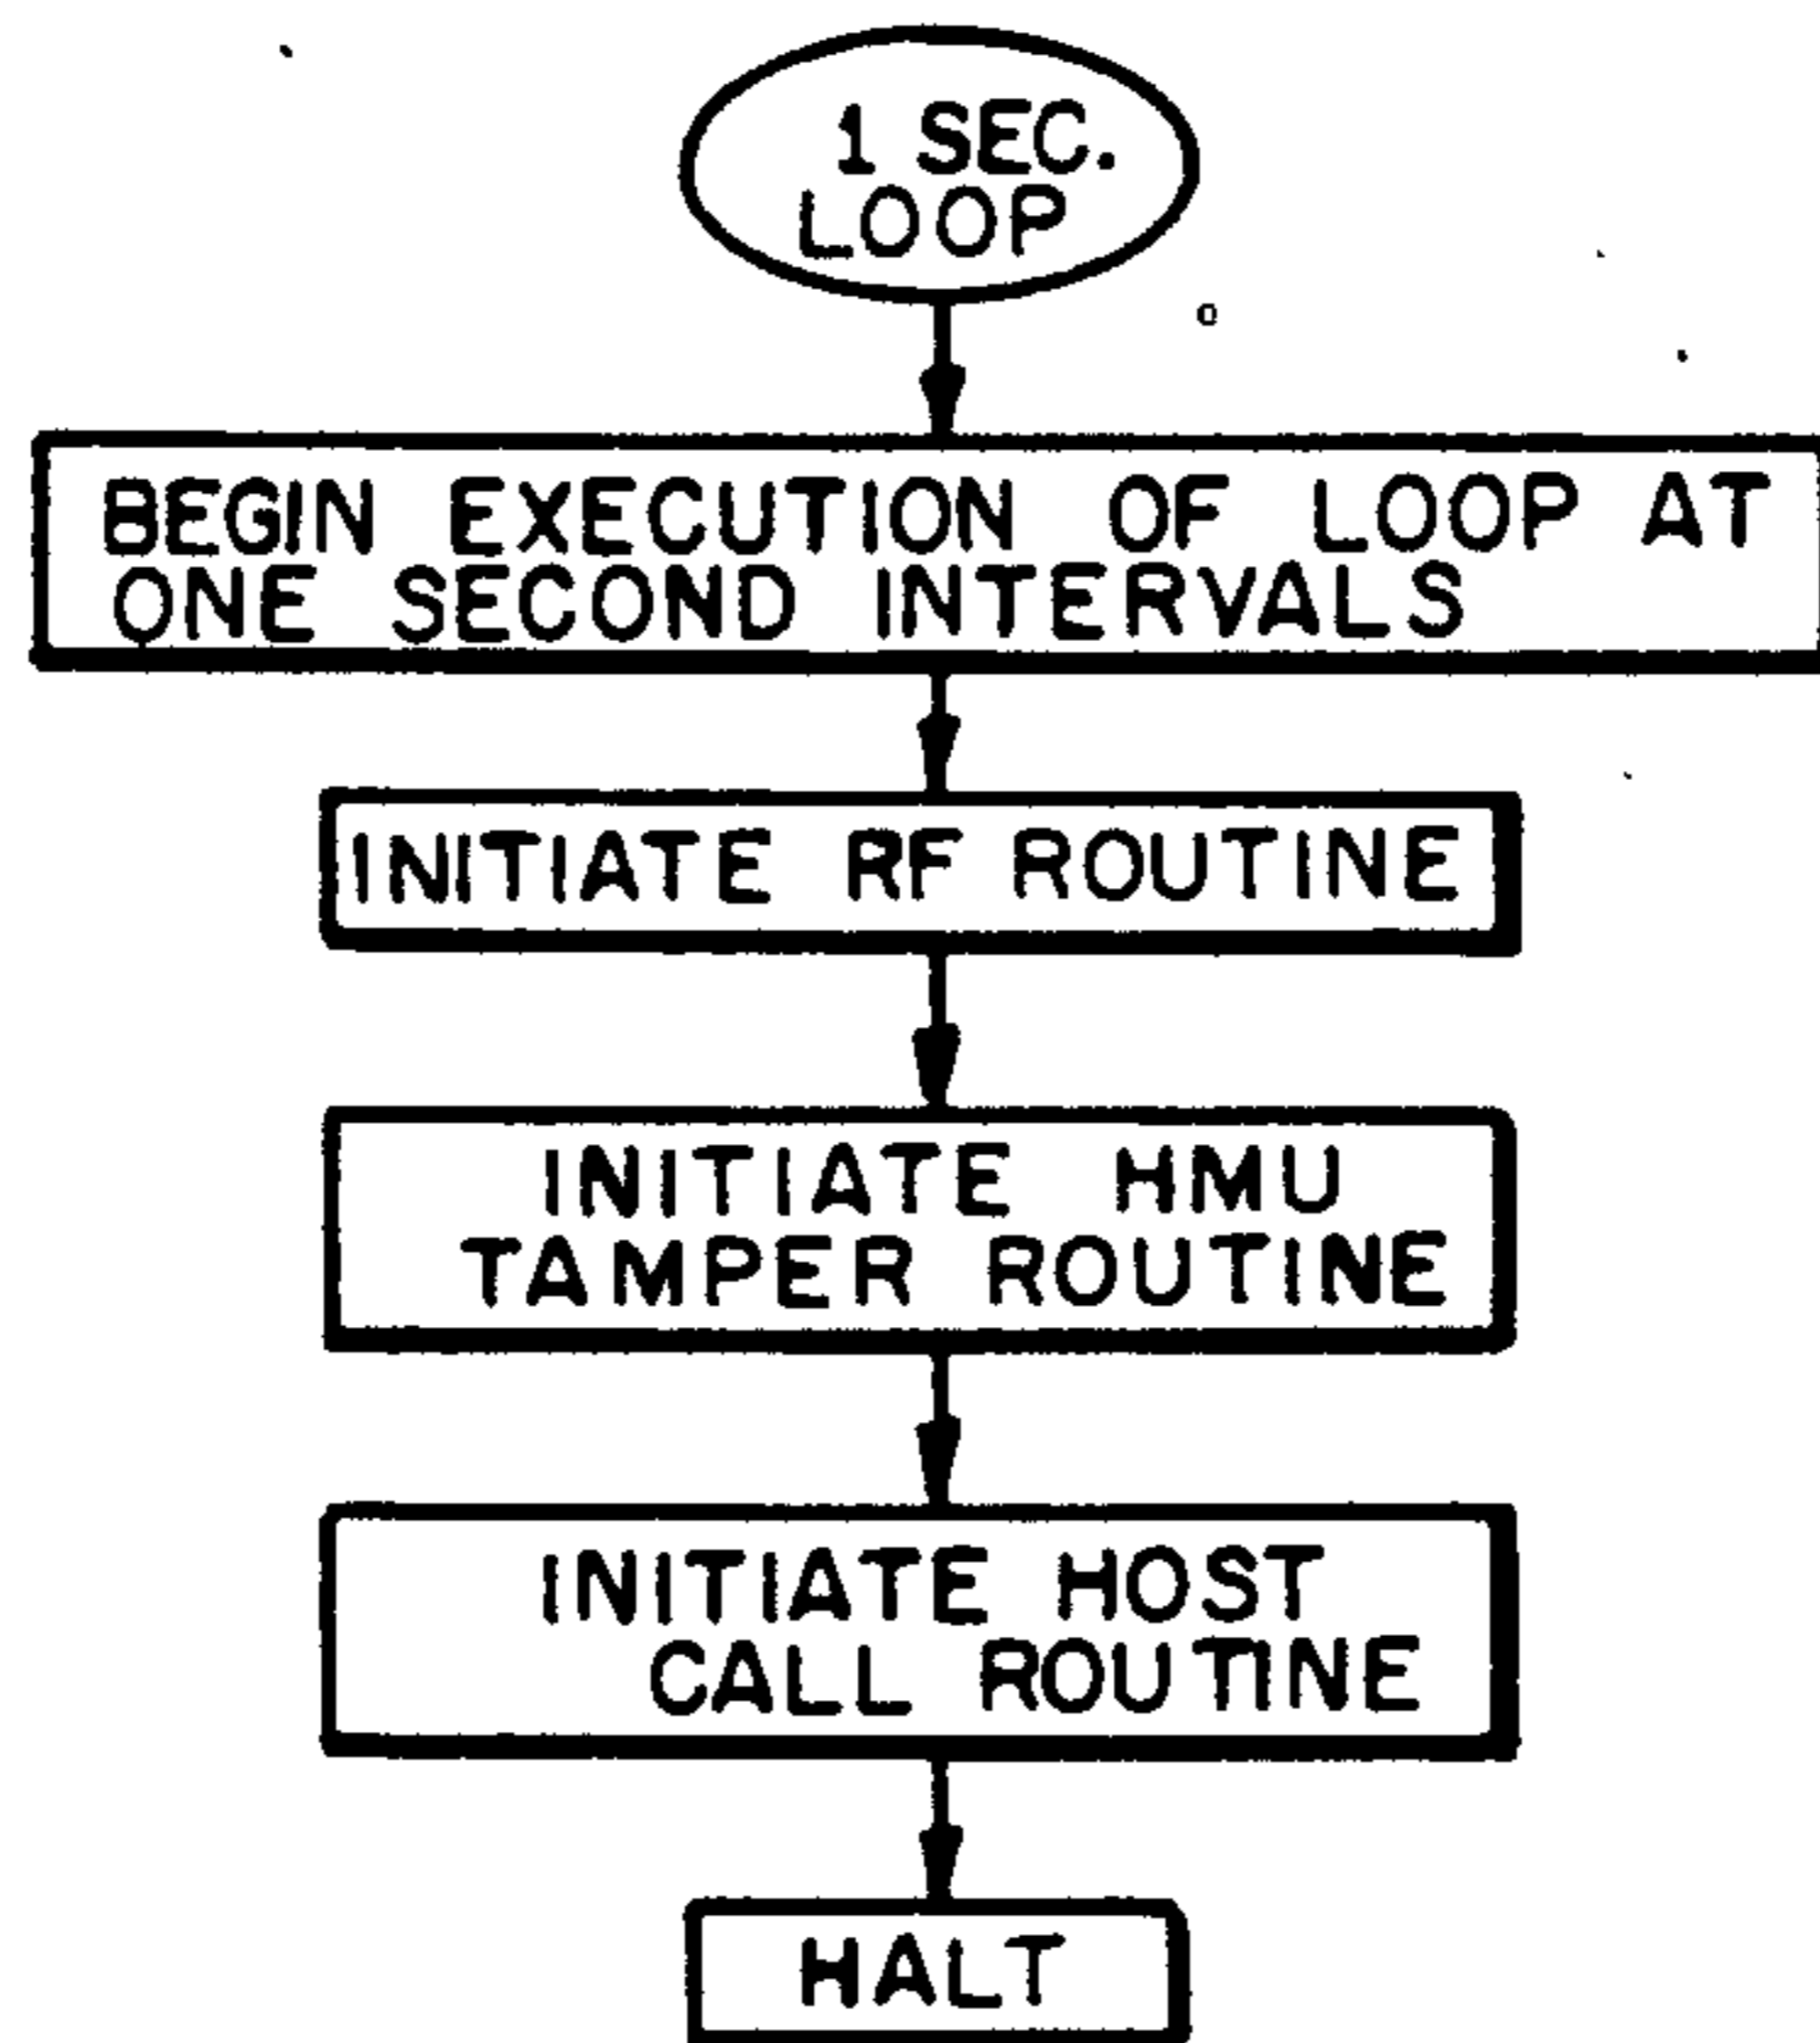 1 SEC.
LOOP
BEGIN EXECUTION OF LOOP AT
ONE SECOND INTERVALS
INITIATE RF ROUTINE
INITIATE HMU
TAMPER ROUTINE
INITIATE HOST
CALL ROUTINE
HALT